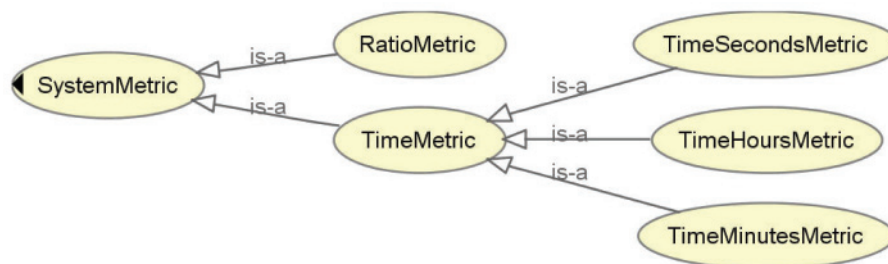 RatioMetric
TimeSecondsMetric
is-a
SystemMetric
is-a
is-a
TimeMetric
is-a
TimeHoursMetric
is-a
TimeMinutesMetric